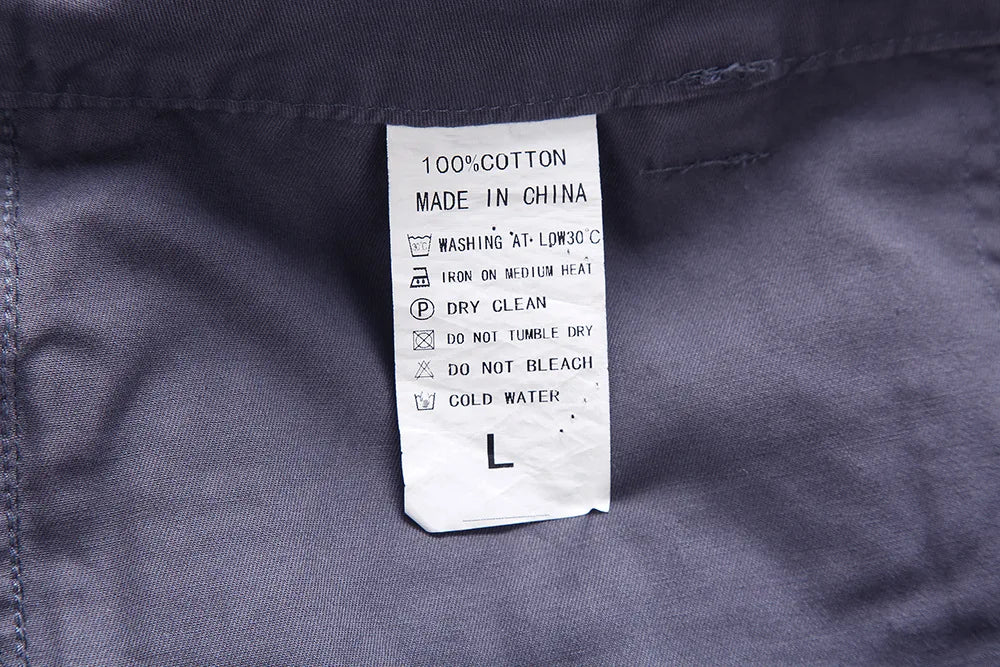 100%COTTON
MADE IN CHINA
30°C WASHING AT LOW30°C
IRON ON MEDIUM HEAT
P DRY CLEAN
DO NOT TUMBLE DRY
DO NOT BLEACH
COLD WATER
L